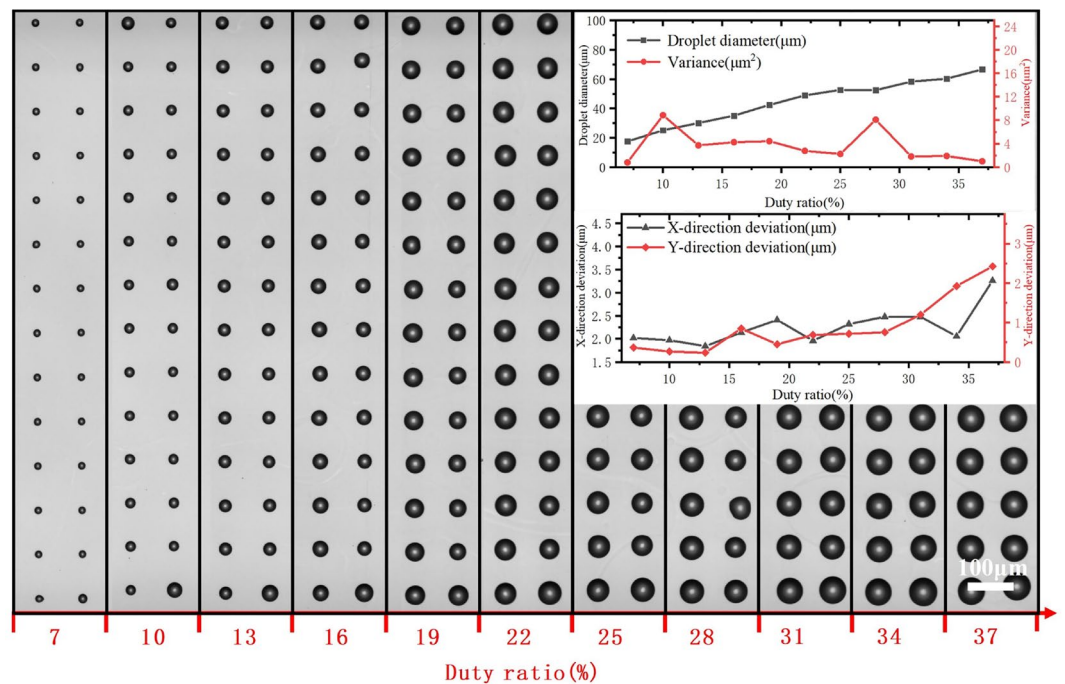 100
80
60
40
20
0
Droplet diameter(μm)
Droplet diameter(μm)
Variance(μm²)
24
20
16
12
8
4
0
Variance(μm²)
10 15 20 25 30 35
Duty ratio(%)
4.5
4.0
3.5
3.0
2.5
2.0
1.5
X-direction deviation(μm)
X-direction deviation(μm)
Y-direction deviation(μm)
3
2
1
0
Y-direction deviation(μm)
10 15 20 25 30 35
Duty ratio(%)
100μm
7 10 13 16 19 22 25 28 31 34 37
Duty ratio(%)